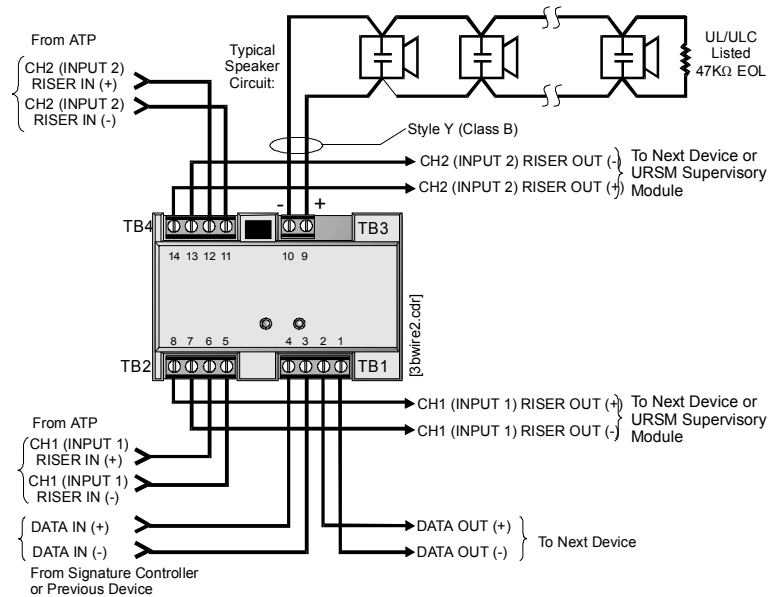 From ATP
CH2 (INPUT 2)
RISER IN (+)
CH2 (INPUT 2)
RISER IN (-)
Typical
Speaker
Circuit:
UL/ULC
Listed
47KΩ EOL
Style Y (Class B)
CH2 (INPUT 2) RISER OUT (-)
CH2 (INPUT 2) RISER OUT (+)
To Next Device or
URSM Supervisory
Module
- +
TB4
TB3
14 13 12 11 10 9
[3bwire2.cdr]
8 7 6 5 4 3 2 1
TB2
TB1
CH1 (INPUT 1) RISER OUT (+)
CH1 (INPUT 1) RISER OUT (-)
To Next Device or
URSM Supervisory
Module
From ATP
CH1 (INPUT 1)
RISER IN (+)
CH1 (INPUT 1)
RISER IN (-)
DATA IN (+)
DATA IN (-)
From Signature Controller
or Previous Device
DATA OUT (+)
DATA OUT (-)
To Next Device